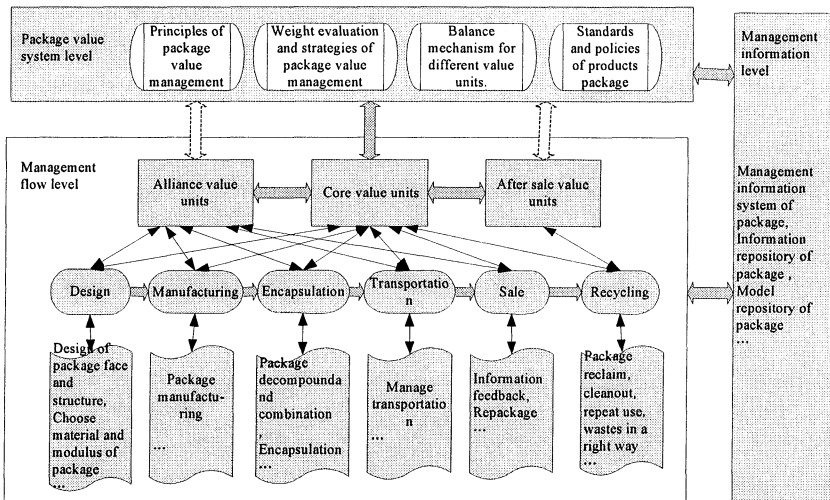 Package value
system level
Principles of
package
value
management
Weight evaluation
and strategies of
package value
management
Balance
mechanism for
different value
units.
Standards
and policies
of products
package
Management
information
level
Management
flow level
Alliance value
units
Core value units
After sale value
units
Management
information
system of
package,
Information
repository of
package ,
Model
repository of
package
...
Design
Manufacturing
Encapsulation
Transportatio
n
Sale
Recycling
Design of
package face
and
structure,
Choose
material and
modulus of
package
...
Package
manufactu-
ring
...
Package
decompounda
nd
combination
,
Encapsulation
...
Manage
transportatio
n
...
Information
feedback,
Repackage
...
Package
reclaim,
cleanout,
repeat use,
wastes in a
right way
...